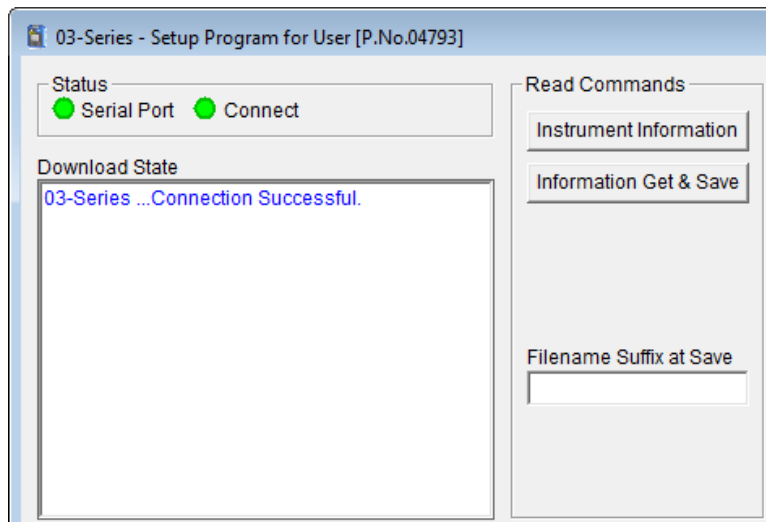 03-Series - Setup Program for User [P.No.04793]
Status
Serial Port Connect
Download State
03-Series ...Connection Successful.
Read Commands
Instrument Information
Information Get & Save
Filename Suffix at Save